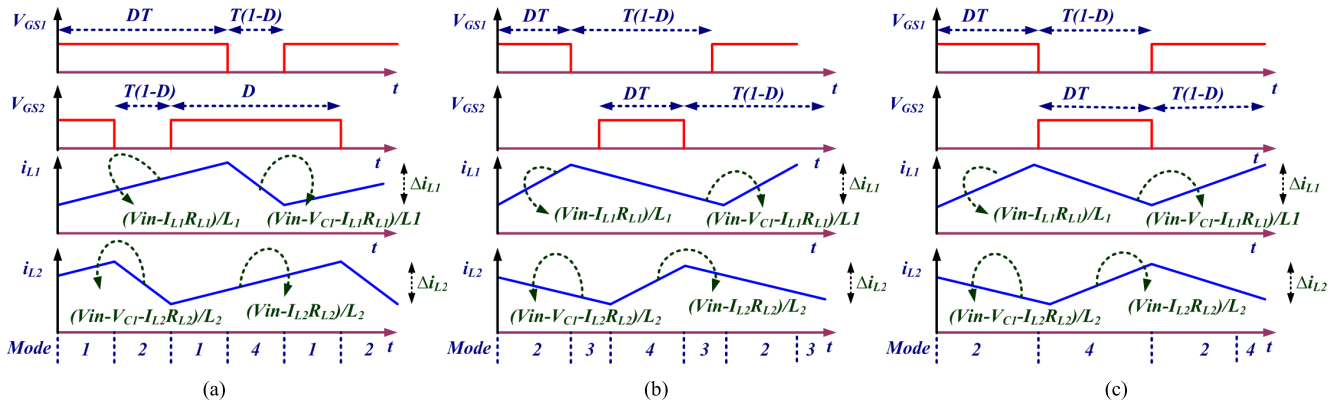 V_GS1 DT T(1-D) t
V_GS2 T(1-D) D t
i_L1 (Vin-I_L1R_L1)/L_1 (Vin-V_C1-I_L1R_L1)/L1 Δi_L1 t
i_L2 (Vin-V_C1-I_L2R_L2)/L_2 (Vin-I_L2R_L2)/L_2 Δi_L2
Mode 1 2 1 4 1 2 t
(a)
V_GS1 DT T(1-D) t
V_GS2 DT T(1-D) t
i_L1 (Vin-I_L1R_L1)/L_1 (Vin-V_C1-I_L1R_L1)/L1 Δi_L1 t
i_L2 (Vin-V_C1-I_L2R_L2)/L_2 (Vin-I_L2R_L2)/L_2 Δi_L2
Mode 2 3 4 3 2 3 t
(b)
V_GS1 DT T(1-D) t
V_GS2 DT T(1-D) t
i_L1 (Vin-I_L1R_L1)/L_1 (Vin-V_C1-I_L1R_L1)/L1 Δi_L1 t
i_L2 (Vin-V_C1-I_L2R_L2)/L_2 (Vin-I_L2R_L2)/L_2 Δi_L2
Mode 2 4 2 4 t
(c)